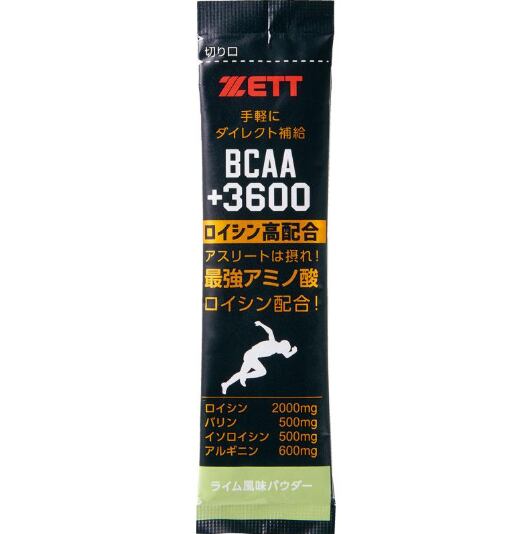 切り口
ZETT
手軽に
ダイレクト補給
BCAA
+3600
ロイシン高配合
アスリートは摂れ!
最強アミノ酸
ロイシン配合!
ロイシン 2000mg
バリン 500mg
イソロイシン 500mg
アルギニン 600mg
ライム風味パウダー